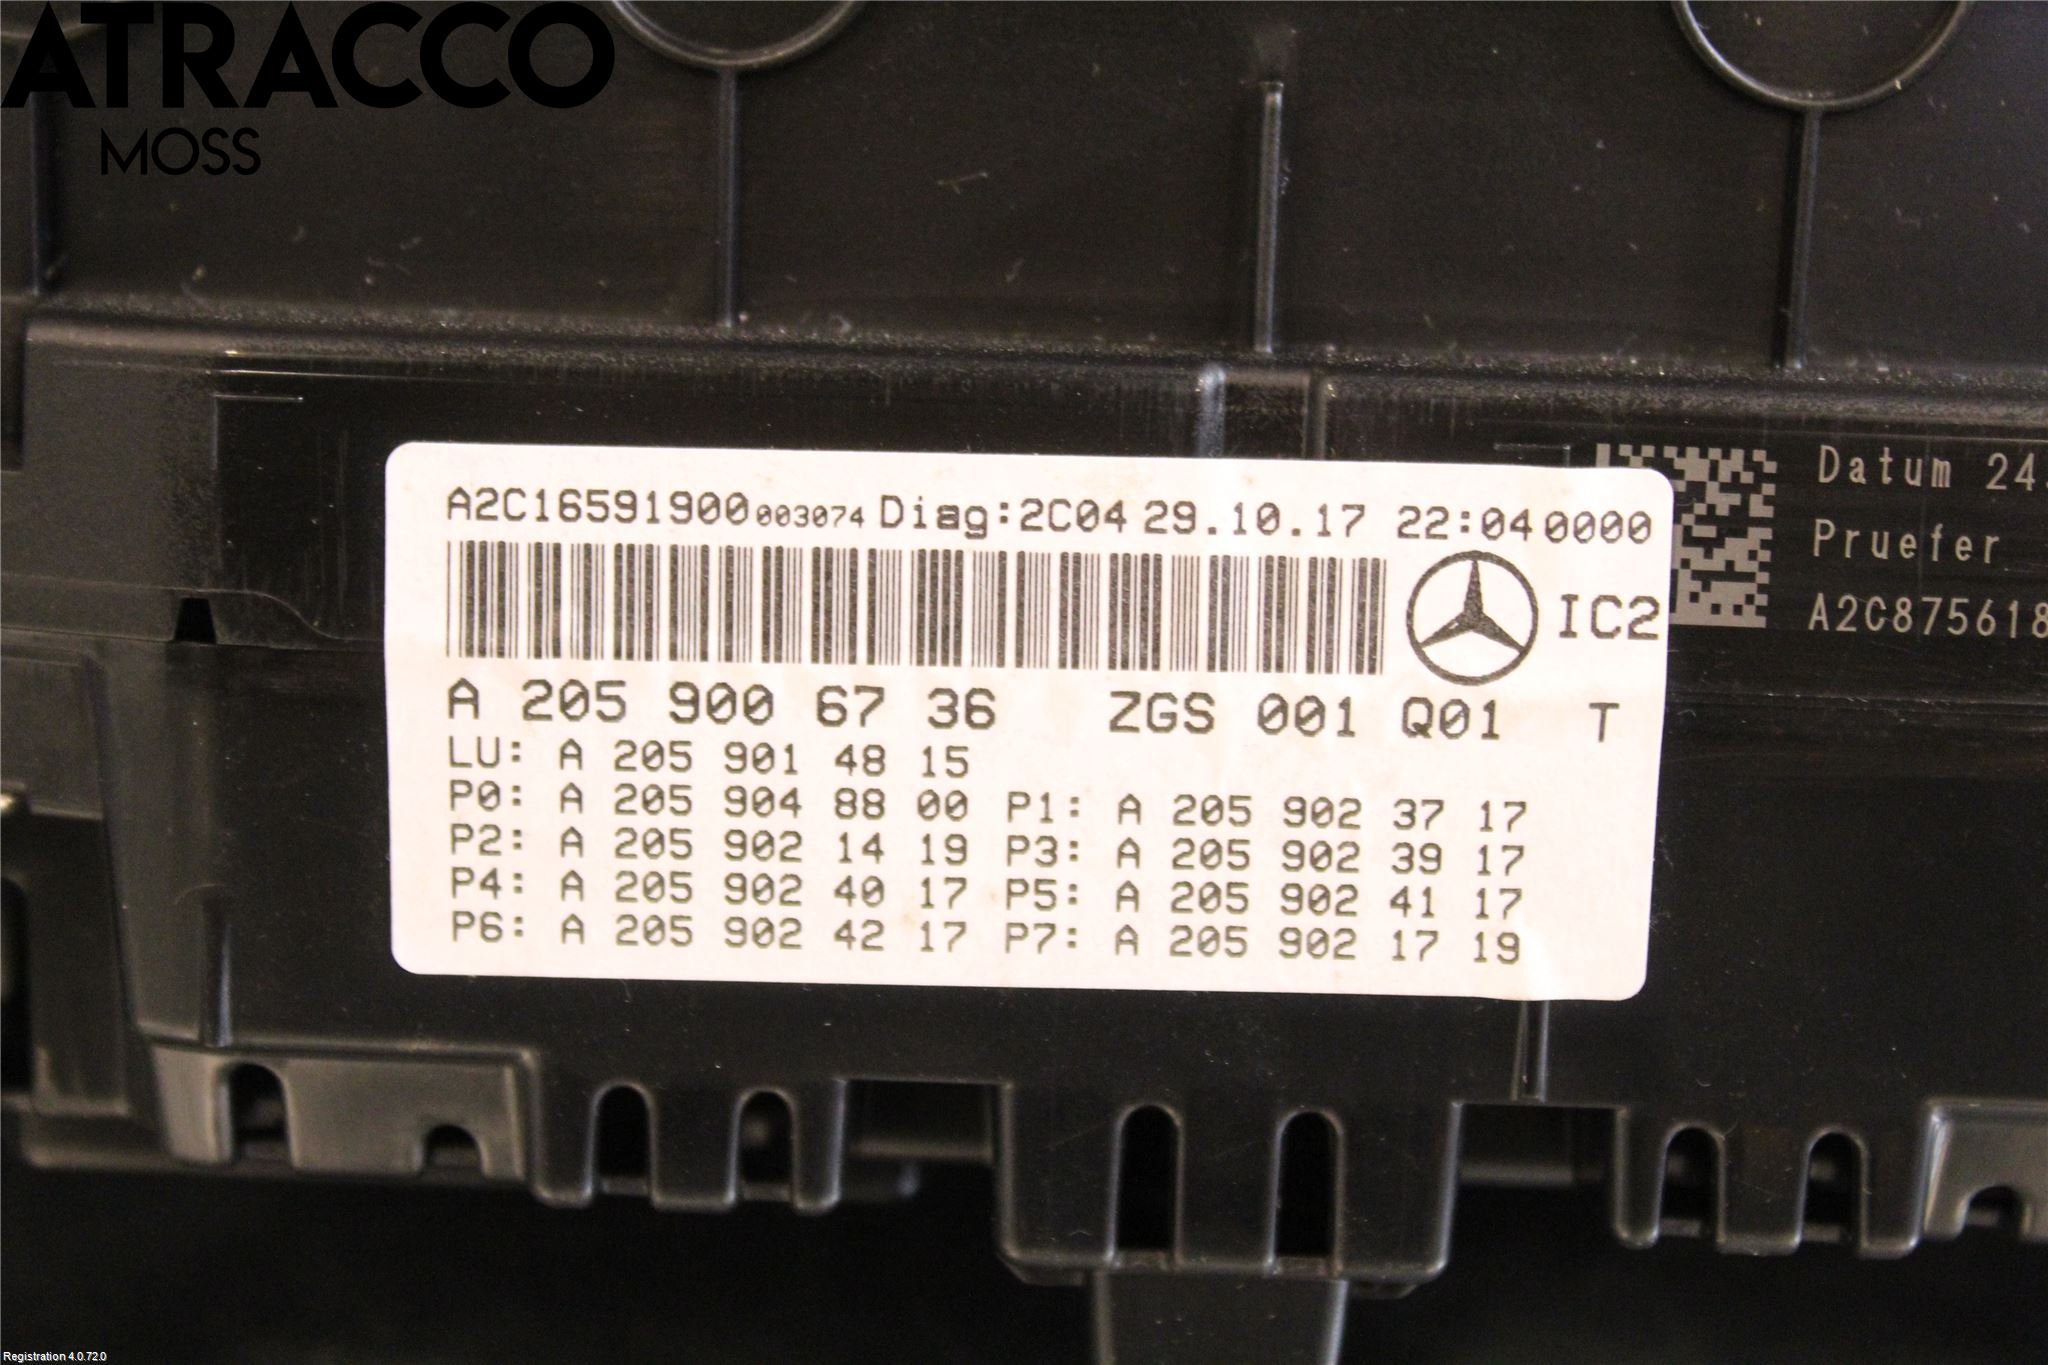 ATRACCO
MOSS
Datum 24.
Pruefer
A2C875618
A2C16591900003074 Diag:2C04 29.10.17 22:04 0000
IC2
A 205 900 67 36 ZGS 001 Q01 T
LU: A 205 901 48 15
P0: A 205 904 88 00 P1: A 205 902 37 17
P2: A 205 902 14 19 P3: A 205 902 39 17
P4: A 205 902 40 17 P5: A 205 902 41 17
P6: A 205 902 42 17 P7: A 205 902 17 19
Registration 4.0.72.0